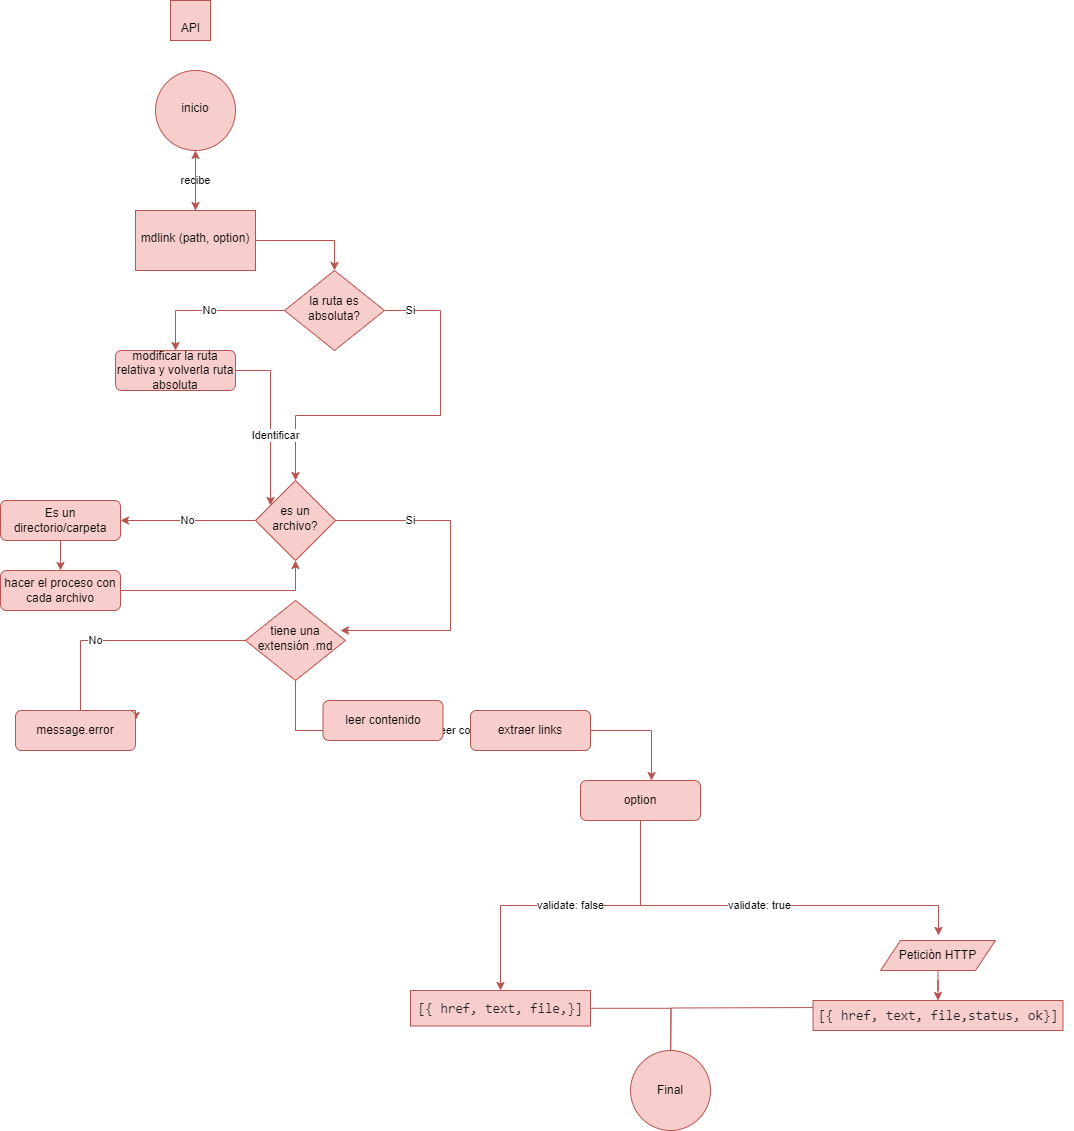 API
inicio
recibe
mdlink (path, option)
la ruta es
absoluta?
No
Si
modificar la ruta
relativa y volverla ruta
absoluta
Identificar
es un
archivo?
No
Si
Es un
directorio/carpeta
hacer el proceso con
cada archivo
tiene una
extensión .md
No
message.error
leer contenido
eer co
extraer links
option
validate: false
validate: true
Peticiòn HTTP
[{ href, text, file,}]
[{ href, text, file,status, ok}]
Final